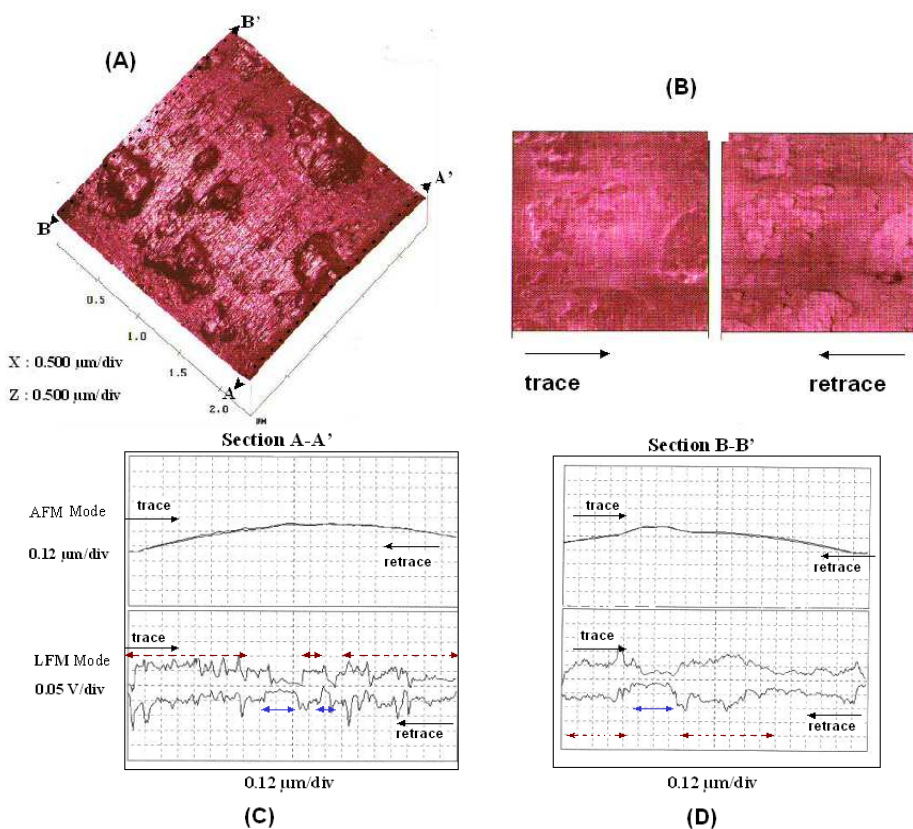 B'
(A)
A'
B
0.5
1.0
1.5
2.0
A
µM
X : 0.500 µm/div
Z : 0.500 µm/div
(B)
trace
retrace
Section A-A'
AFM Mode
0.12 µm/div
trace
retrace
LFM Mode
0.05 V/div
trace
retrace
0.12 µm/div
(C)
Section B-B'
trace
retrace
trace
retrace
0.12 µm/div
(D)